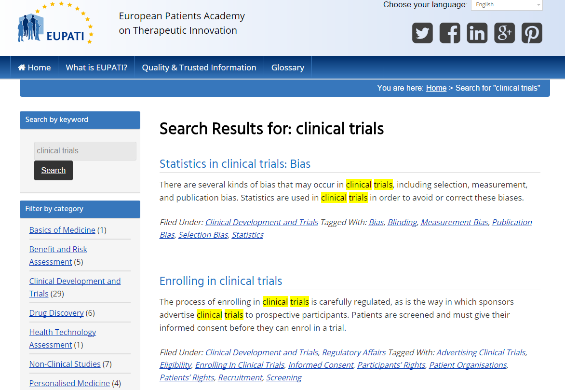 Choose your language: English
EUPATI
European Patients Academy
on Therapeutic Innovation
Home What is EUPATI? Quality & Trusted Information Glossary
You are here: Home > Search for "clinical trials"
Search by keyword
clinical trials
Search
Filter by category
Basics of Medicine (1)
Benefit and Risk
Assessment (5)
Clinical Development and
Trials (29)
Drug Discovery (6)
Health Technology
Assessment (1)
Non-Clinical Studies (7)
Personalised Medicine (4)
Search Results for: clinical trials
Statistics in clinical trials: Bias
There are several kinds of bias that may occur in clinical trials, including selection, measurement,
and publication bias. Statistics are used in clinical trials in order to avoid or correct these biases.
Filed Under: Clinical Development and Trials Tagged With: Bias, Blinding, Measurement Bias, Publication
Bias, Selection Bias, Statistics
Enrolling in clinical trials
The process of enrolling in clinical trials is carefully regulated, as is the way in which sponsors
advertise clinical trials to prospective participants. Patients are screened and must give their
informed consent before they can enrol in a trial.
Filed Under: Clinical Development and Trials, Regulatory Affairs Tagged With: Advertising Clinical Trials,
Eligibility, Enrolling in Clinical Trials, Informed Consent, Participants' Rights, Patient Organisations,
Patients' Rights, Recruitment, Screening